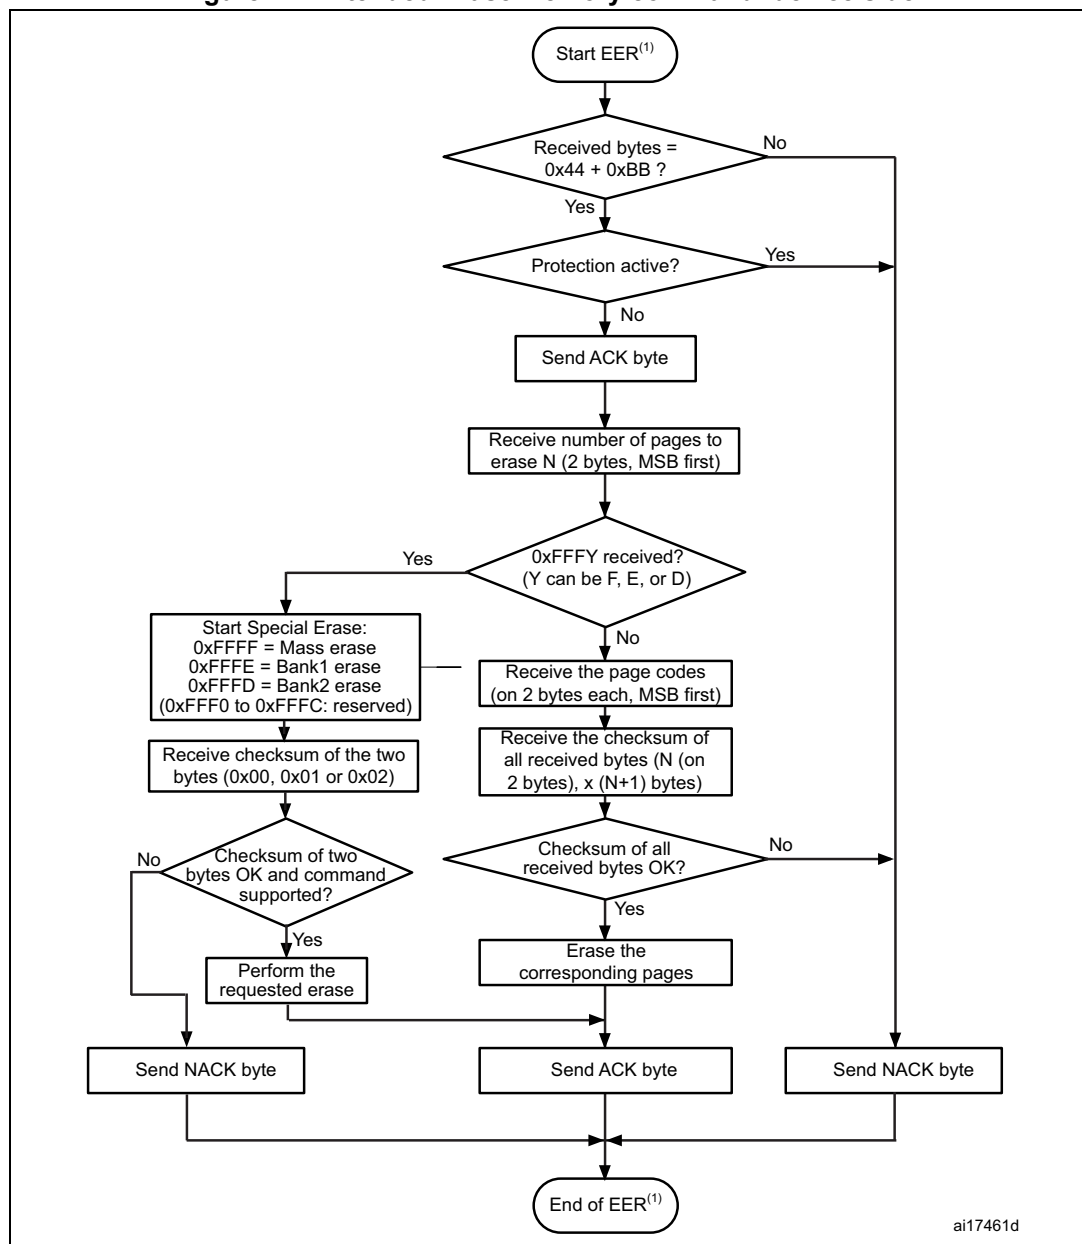 Start EER(1)
Received bytes =
0x44 + 0xBB ?
No
Yes
Protection active?
Yes
No
Send ACK byte
Receive number of pages to
erase N (2 bytes, MSB first)
0xFFFY received?
(Y can be F, E, or D)
Yes
No
Start Special Erase:
0xFFFF = Mass erase
0xFFFE = Bank1 erase
0xFFFD = Bank2 erase
(0xFFF0 to 0xFFFC: reserved)
Receive the page codes
(on 2 bytes each, MSB first)
Receive checksum of the two
bytes (0x00, 0x01 or 0x02)
Receive the checksum of
all received bytes (N (on
2 bytes), x (N+1) bytes)
No
Checksum of two
bytes OK and command
supported?
Yes
Checksum of all
received bytes OK?
No
Yes
Perform the
requested erase
Erase the
corresponding pages
Send NACK byte
Send ACK byte
Send NACK byte
End of EER(1)
ai17461d